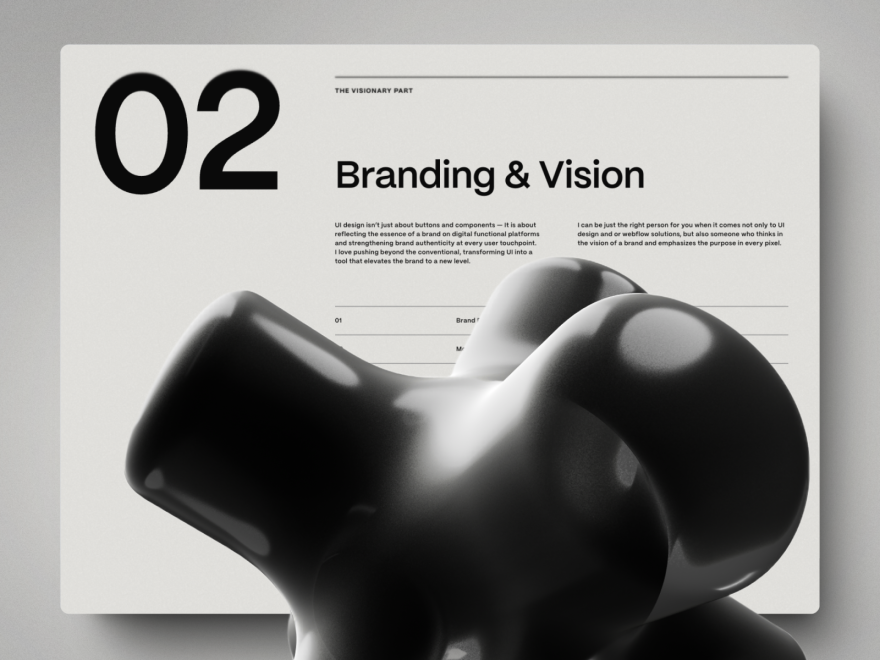 02
THE VISIONARY PART
Branding & Vision
UI design isn't just about buttons and components — It is about
reflecting the essence of a brand on digital functional platforms
and strengthening brand authenticity at every user touchpoint.
I love pushing beyond the conventional, transforming UI into a
tool that elevates the brand to a new level.
I can be just the right person for you when it comes not only to UI
design and or webflow solutions, but also someone who thinks in
the vision of a brand and emphasizes the purpose in every pixel.
01
Brand